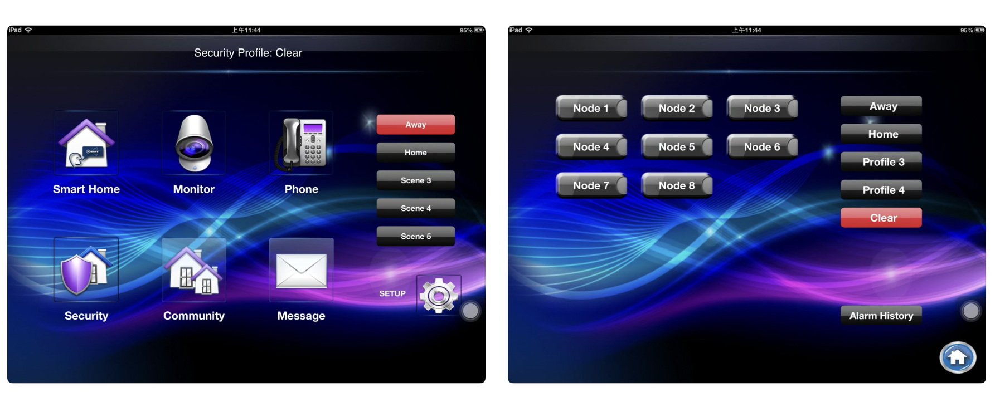 iPad 上午11:44 95%
Security Profile: Clear
Smart Home Monitor Phone
Away
Home
Scene 3
Scene 4
Scene 5
SETUP
Security Community Message
iPad 上午11:44 95%
Node 1 Node 2 Node 3
Node 4 Node 5 Node 6
Node 7 Node 8
Away
Home
Profile 3
Profile 4
Clear
Alarm History